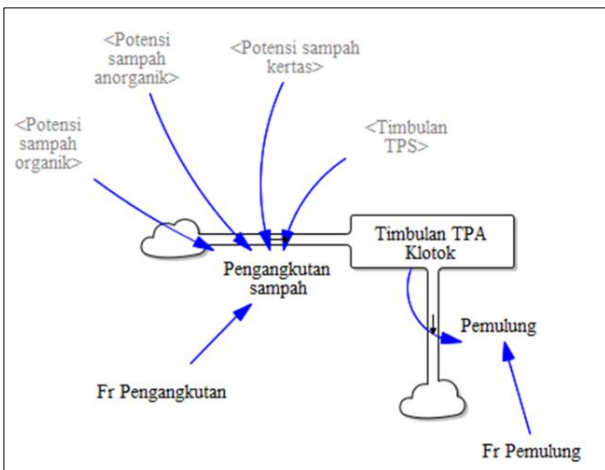 <Potensi
sampah
anorganik>
<Potensi sampah
kertas>
<Potensi
sampah
organik>
<Timbulan
TPS>
Timbulan TPA
Klotok
Pengangkutan
sampah
Pemulung
Fr Pengangkutan
Fr Pemulung